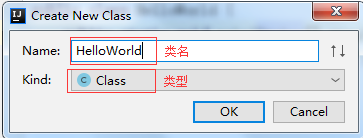 Create New Class
Name: HelloWorld 类名
Kind: C Class 类型
OK Cancel